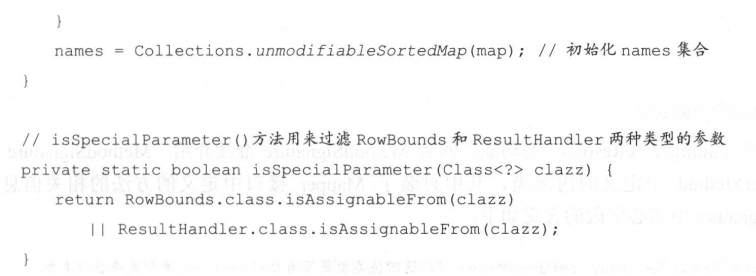 }
names = Collections.unmodifiableSortedMap(map); // 初始化 names 集合
}
// isSpecialParameter()方法用来过滤 RowBounds 和 ResultHandler 两种类型的参数
private static boolean isSpecialParameter(Class<?> clazz) {
return RowBounds.class.isAssignableFrom(clazz)
|| ResultHandler.class.isAssignableFrom(clazz);
}